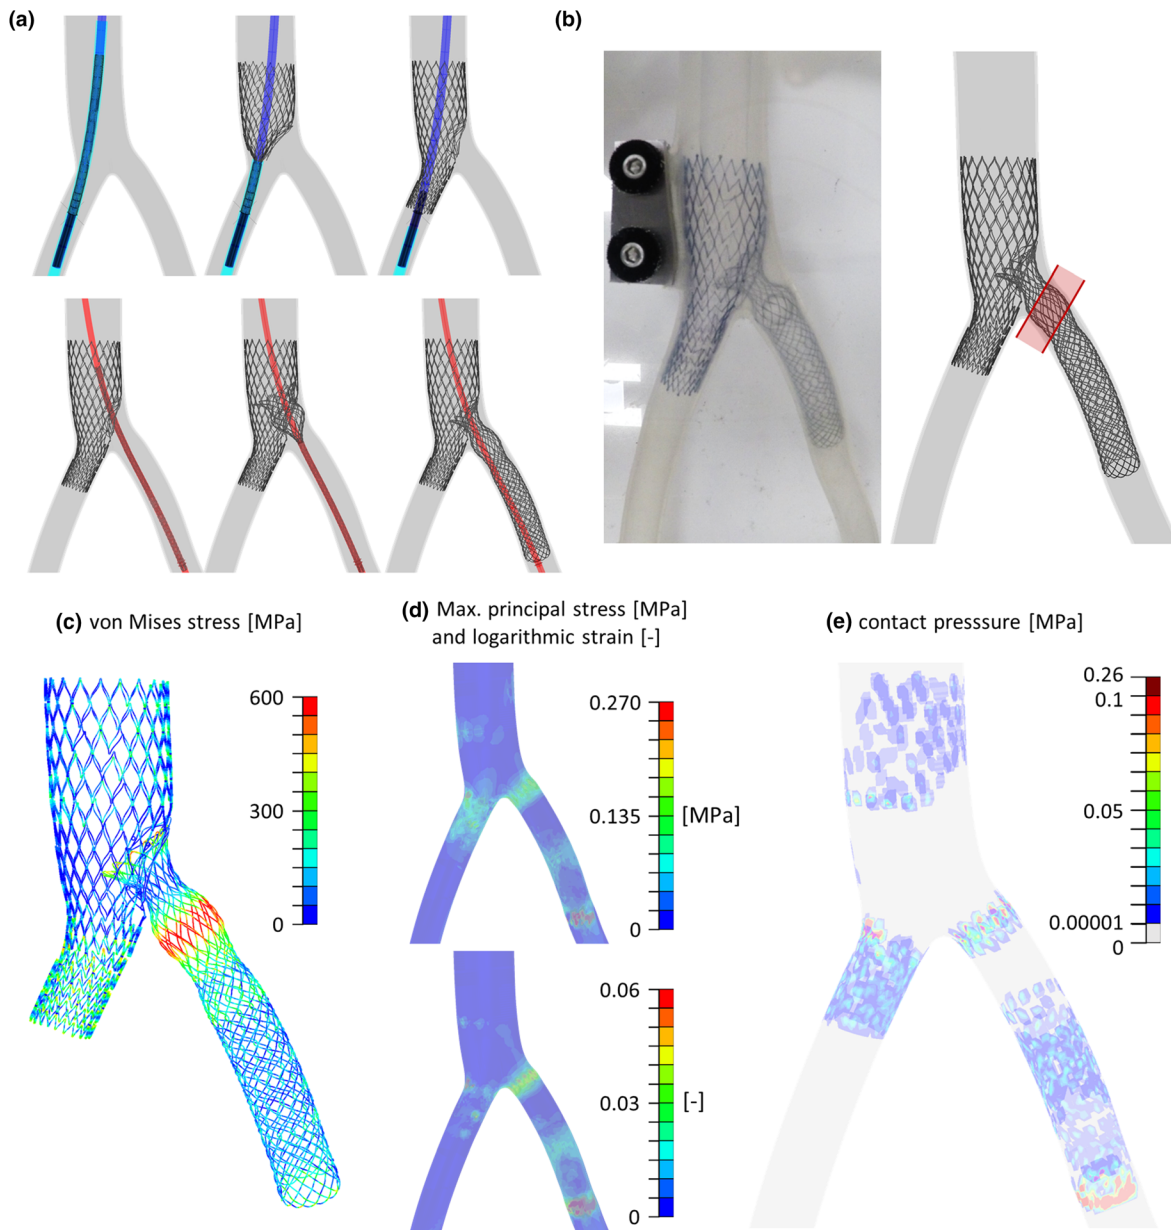 (a)
(b)
(c) von Mises stress [MPa]
600
300
0
(d) Max. principal stress [MPa]
and logarithmic strain [-]
0.270
0.135
[MPa]
0
0.06
0.03
[-]
0
(e) contact presssure [MPa]
0.26
0.1
0.05
0.00001
0